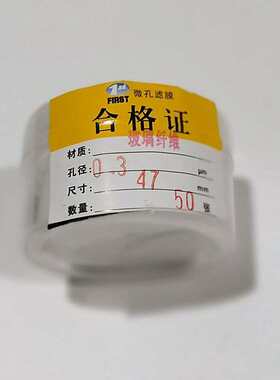 FIRST 微孔滤膜
合格证
材质：玻璃纤维
孔径：0.3 μm
尺寸：47 mm
数量：50 张